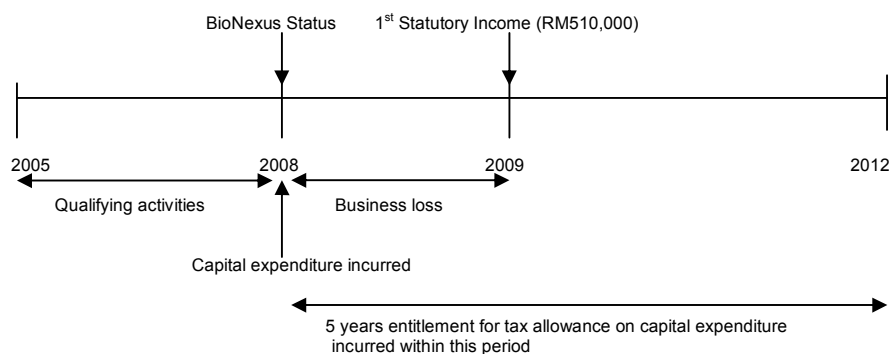 BioNexus Status 1st Statutory Income (RM510,000)
2005 2008 2009 2012
Qualifying activities Business loss
Capital expenditure incurred
5 years entitlement for tax allowance on capital expenditure
incurred within this period